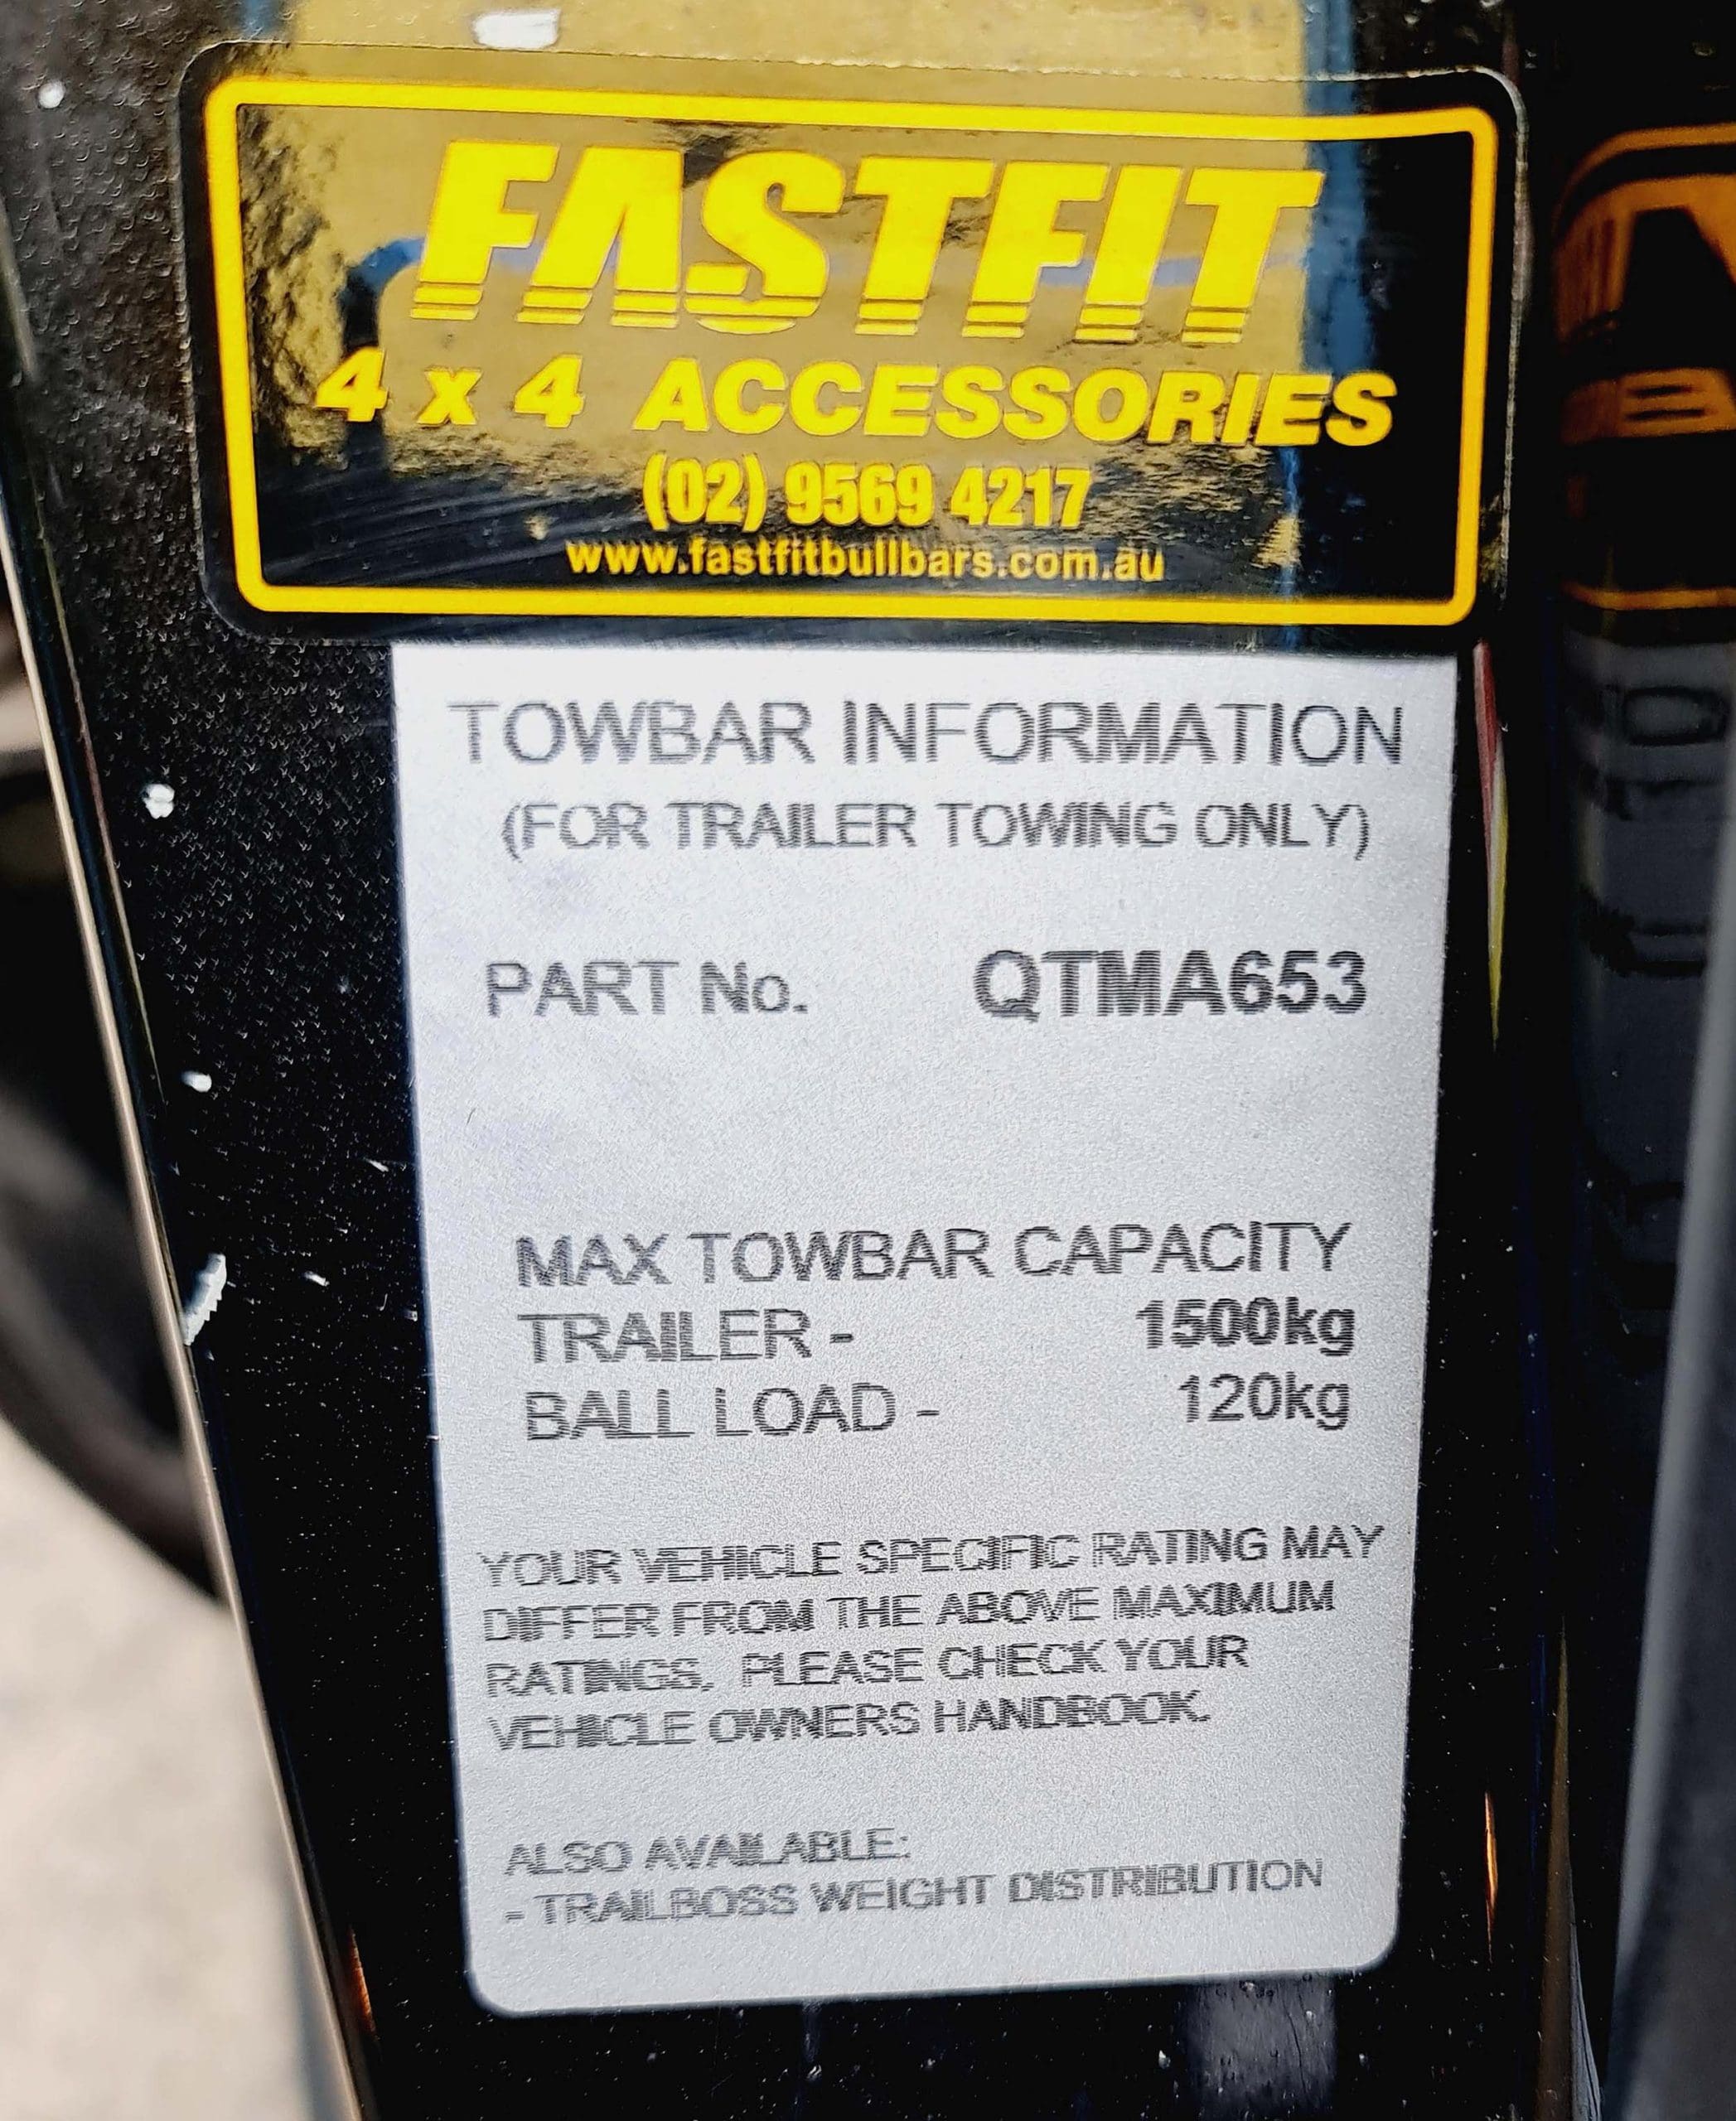 FASTFIT
4 x 4 ACCESSORIES
(02) 9569 4217
www.fastfitbullbars.com.au
TOWBAR INFORMATION
(FOR TRAILER TOWING ONLY)
PART No. QTMA653
MAX TOWBAR CAPACITY
TRAILER - 1500kg
BALL LOAD - 120kg
YOUR VEHICLE SPECIFIC RATING MAY
DIFFER FROM THE ABOVE MAXIMUM
RATINGS. PLEASE CHECK YOUR
VEHICLE OWNERS HANDBOOK.
ALSO AVAILABLE:
- TRAILBOSS WEIGHT DISTRIBUTION